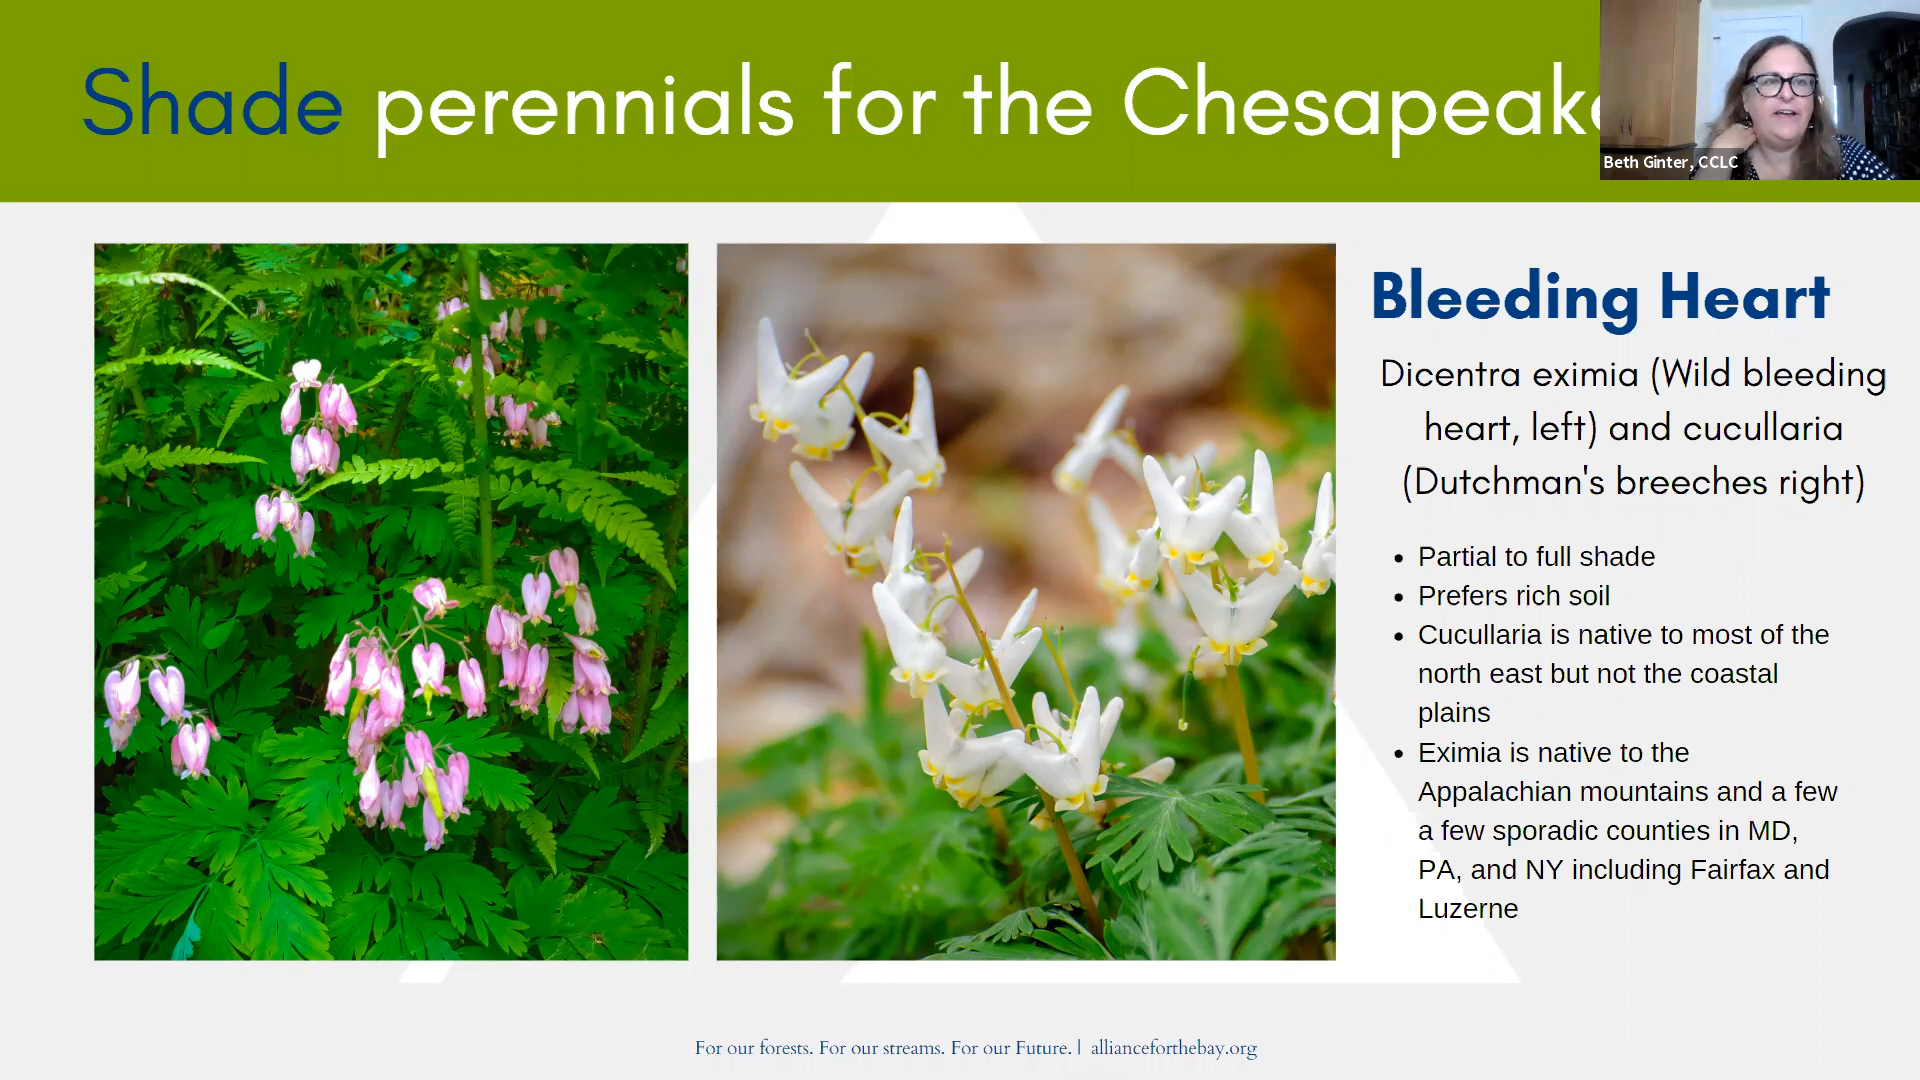 Shade perennials for the Chesapeake
Beth Ginter, CCLC
Bleeding Heart
Dicentra eximia (Wild bleeding
heart, left) and cucullaria
(Dutchman's breeches right)
• Partial to full shade
• Prefers rich soil
• Cucullaria is native to most of the
north east but not the coastal
plains
• Eximia is native to the
Appalachian mountains and a few
a few sporadic counties in MD,
PA, and NY including Fairfax and
Luzerne
For our forests. For our streams. For our Future. | allianceforthebay.org